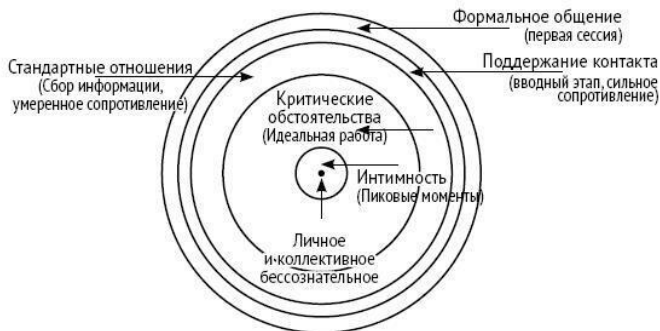 Формальное общение
(первая сессия)
Стандартные отношения
(Сбор информации,
умеренное сопротивление)
Поддержание контакта
(вводный этап, сильное
сопротивление)
Критические
обстоятельства
(Идеальная работа)
Интимность
(Пиковые моменты)
Личное
и коллективное
бессознательное